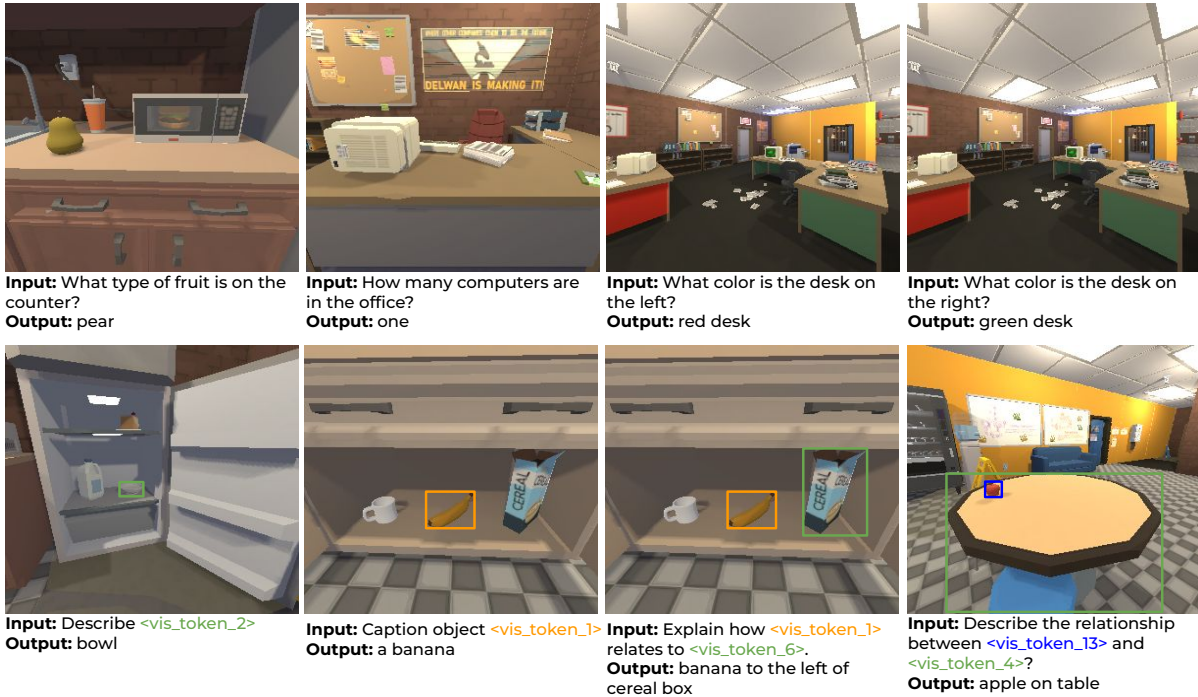 DELWAN IS MAKING IT!
Input: What type of fruit is on the
counter?
Output: pear
Input: How many computers are
in the office?
Output: one
Input: What color is the desk on
the left?
Output: red desk
Input: What color is the desk on
the right?
Output: green desk
CEREAL
CEREAL
Input: Describe <vis_token_2>
Output: bowl
Input: Caption object <vis_token_1>
Output: a banana
Input: Explain how <vis_token_1>
relates to <vis_token_6>.
Output: banana to the left of
cereal box
Input: Describe the relationship
between <vis_token_13> and
<vis_token_4>?
Output: apple on table